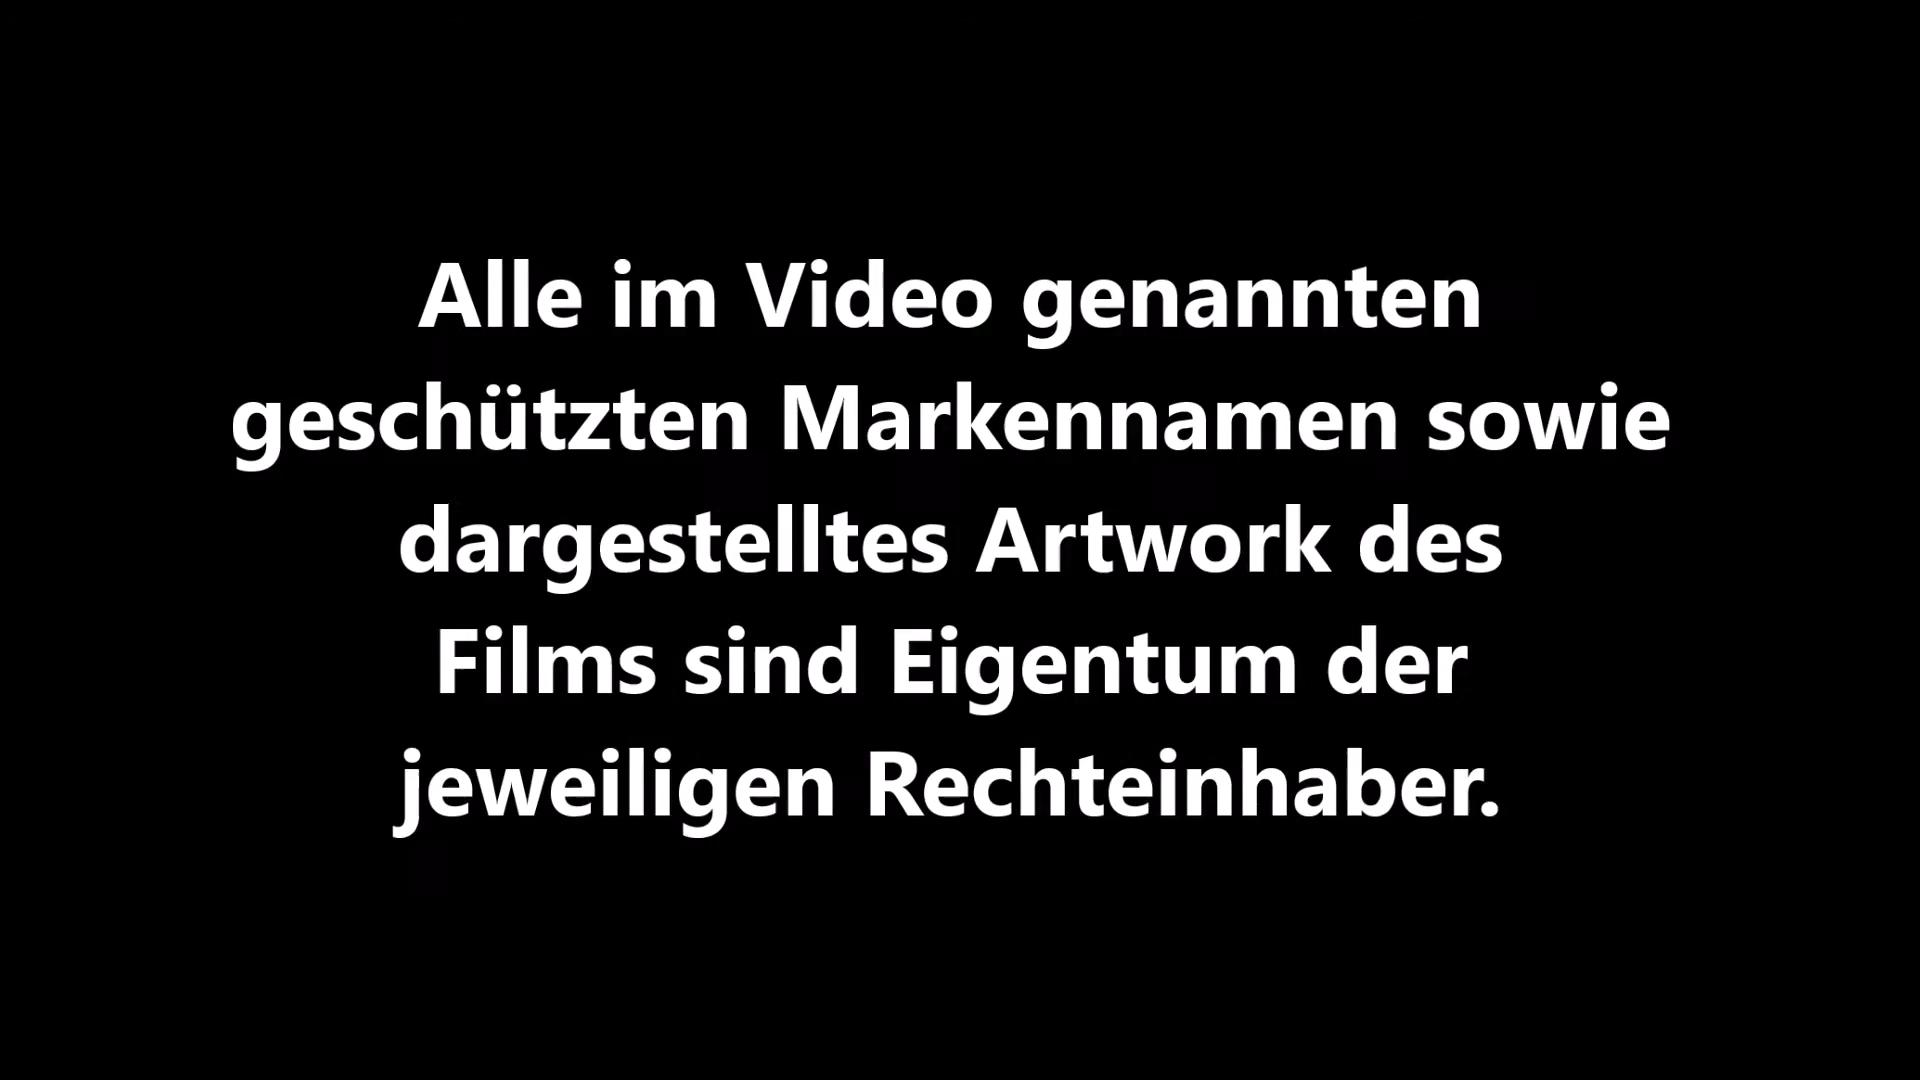 Alle im Video genannten
geschützten Markennamen sowie
dargestelltes Artwork des
Films sind Eigentum der
jeweiligen Rechteinhaber.